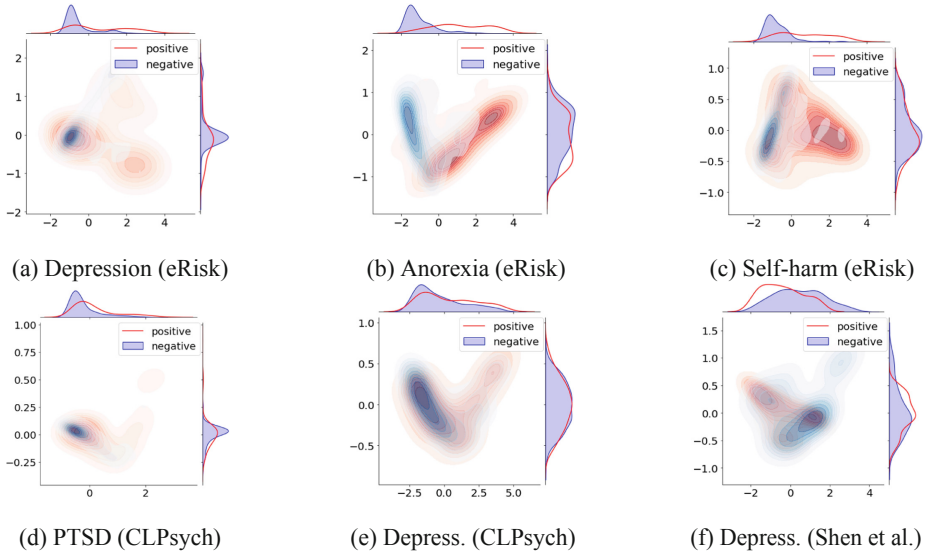 positive
negative
2
1
0
−1
−2
−2 0 2 4
(a) Depression (eRisk)
positive
negative
2
1
0
−1
−2 0 2 4
(b) Anorexia (eRisk)
positive
negative
1.0
0.5
0.0
−0.5
−1.0
−2 0 2 4
(c) Self-harm (eRisk)
positive
negative
1.00
0.75
0.50
0.25
0.00
−0.25
0 2
(d) PTSD (CLPsych)
positive
negative
1.0
0.5
0.0
−0.5
−2.5 0.0 2.5 5.0
(e) Depress. (CLPsych)
positive
negative
1.5
1.0
0.5
0.0
−0.5
−1.0
−2 0 2 4
(f) Depress. (Shen et al.)